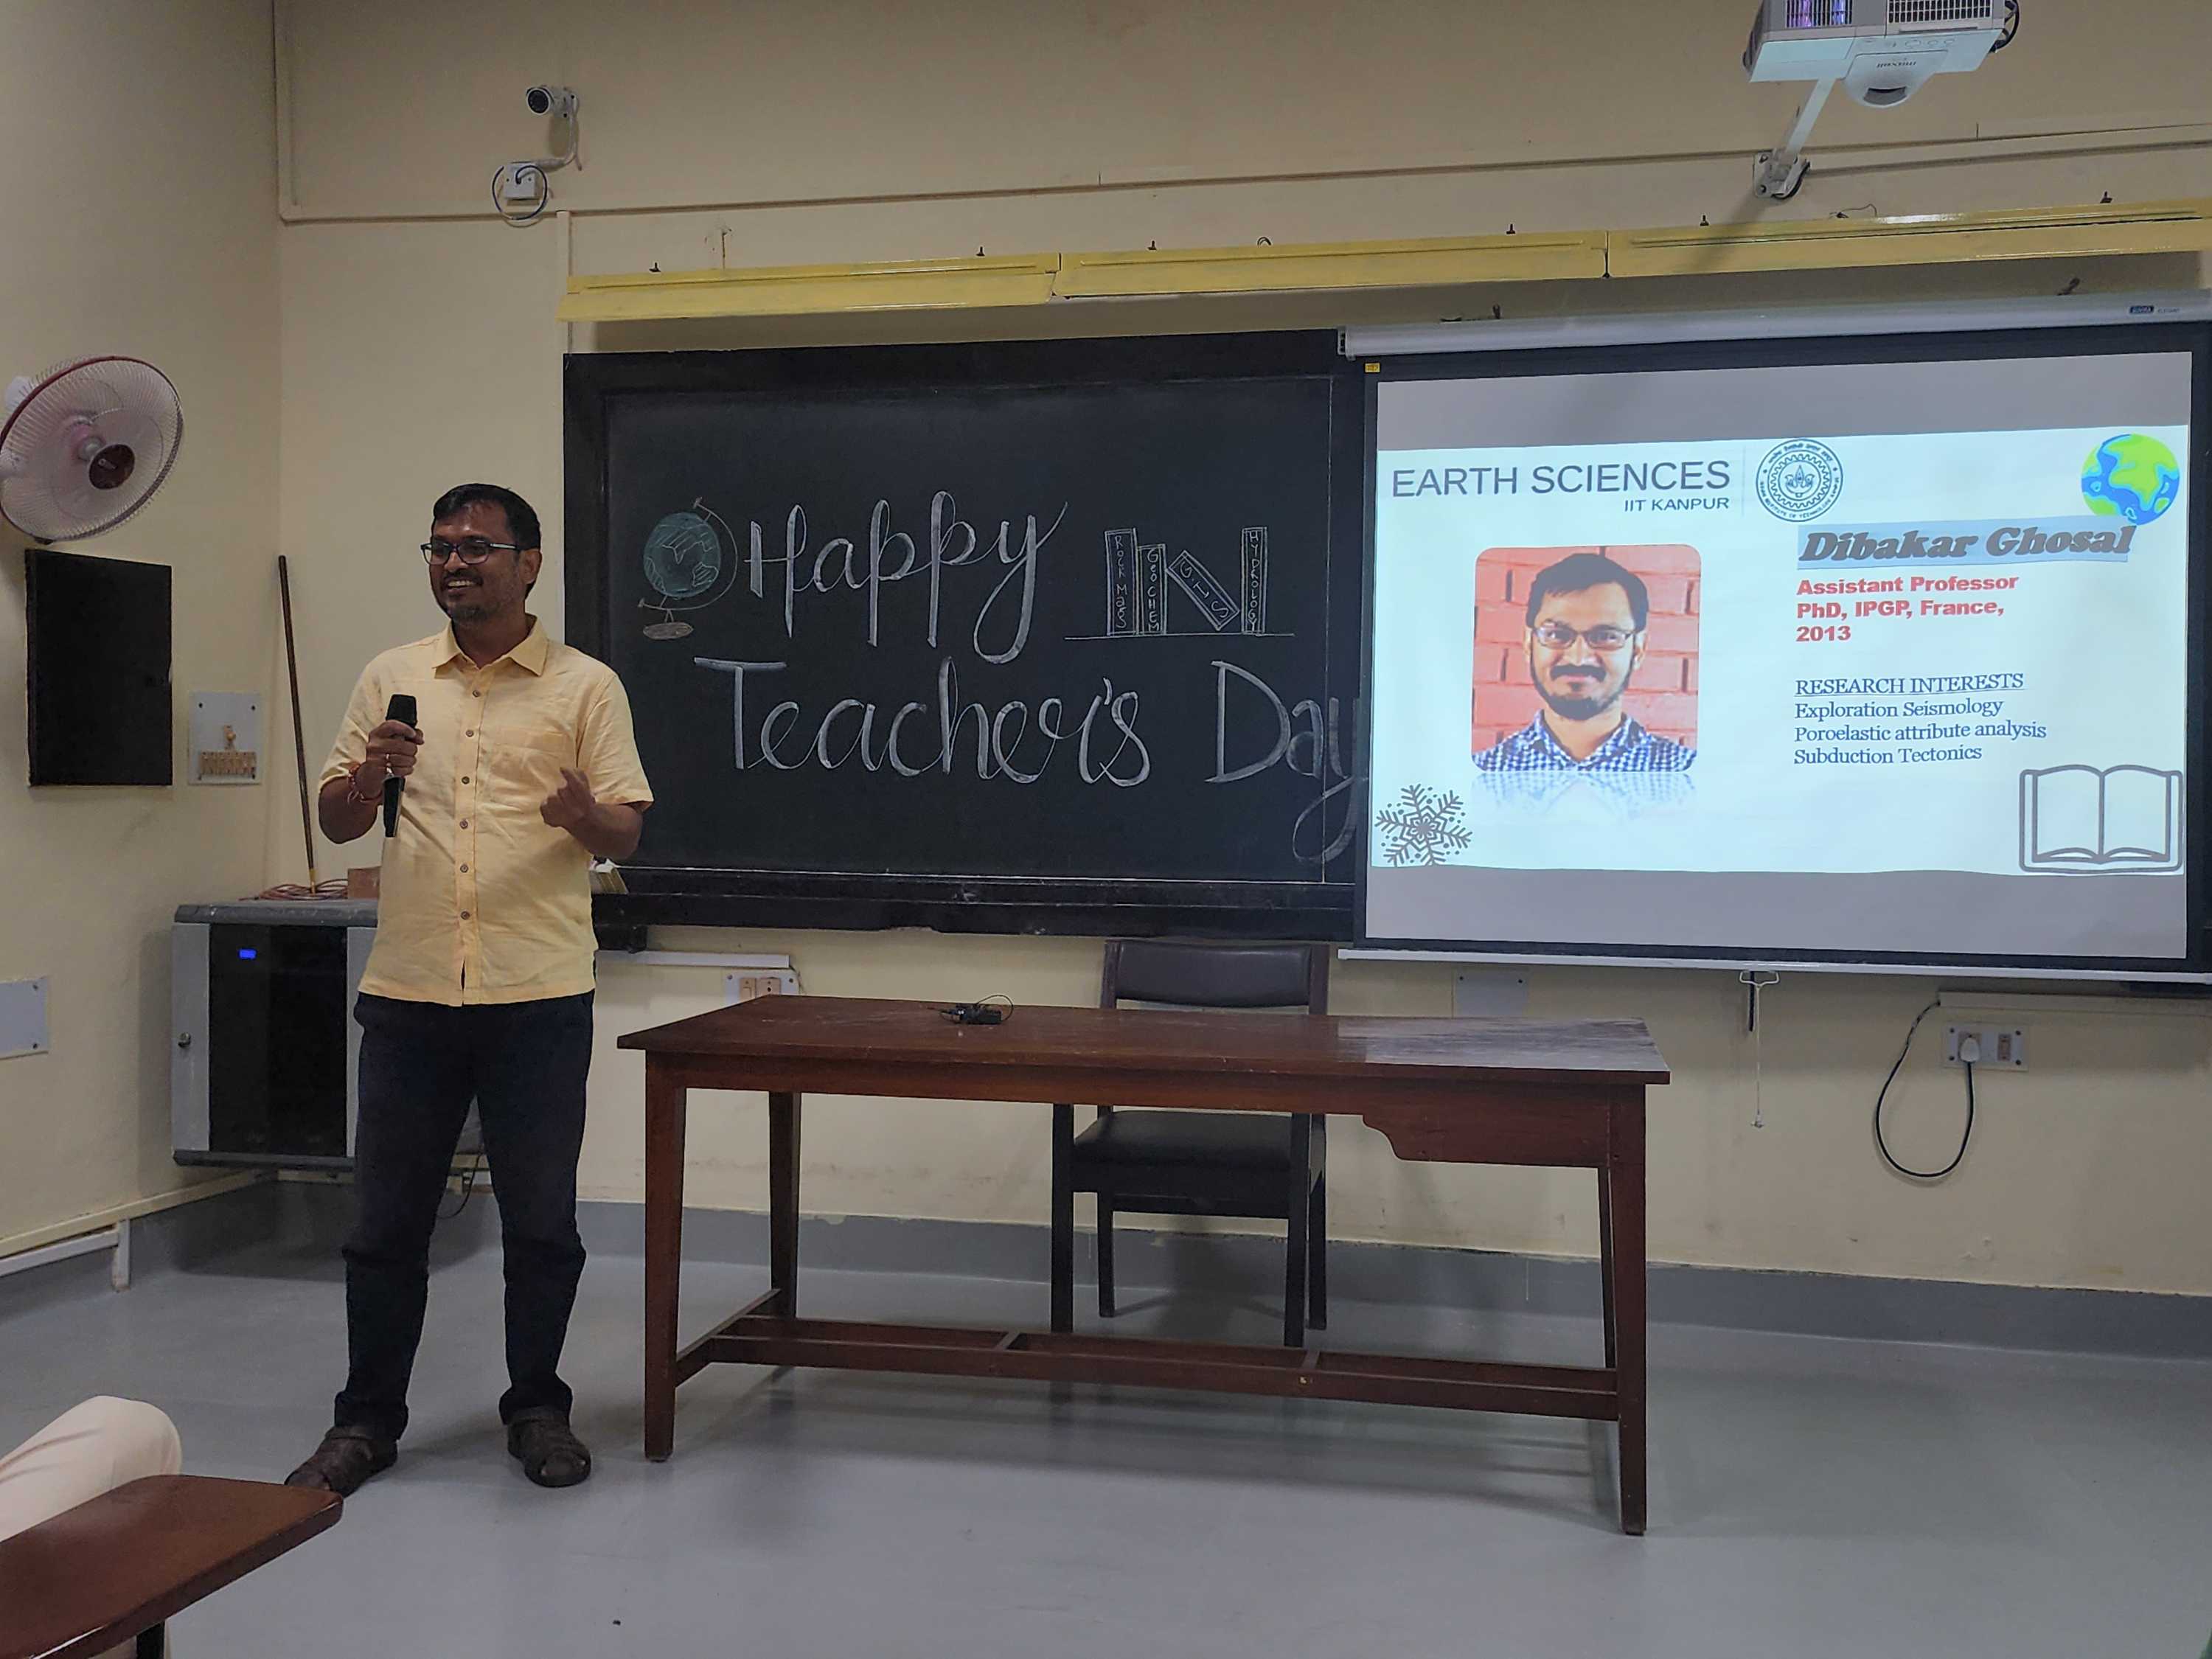 Happy
ROCK MAG
GEOCHEM
GIS
HYDROLOGY
Teacher's Day
EARTH SCIENCES
IIT KANPUR
Dibakar Ghosal
Assistant Professor
PhD, IPGP, France,
2013
RESEARCH INTERESTS
Exploration Seismology
Poroelastic attribute analysis
Subduction Tectonics